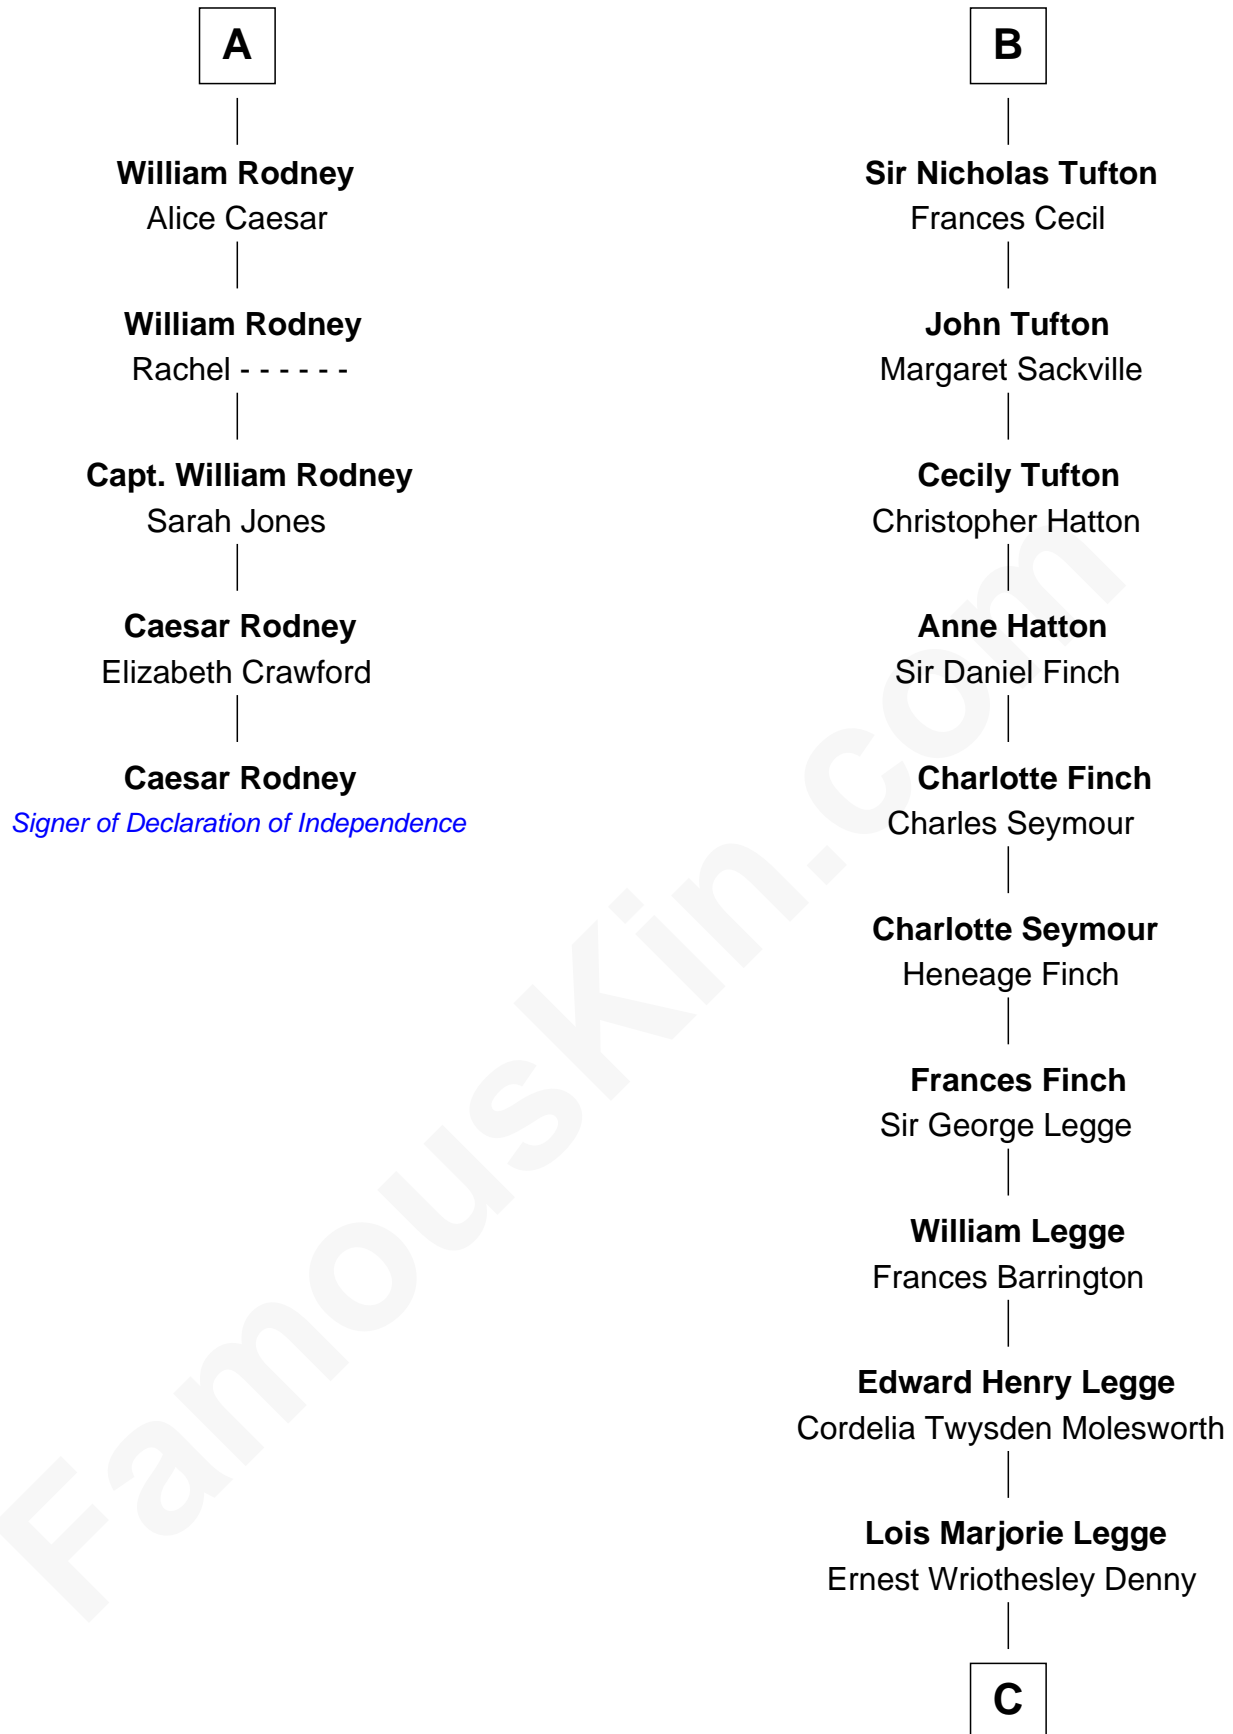 A
William Rodney
Alice Caesar
William Rodney
Rachel - - - - - -
Capt. William Rodney
Sarah Jones
Caesar Rodney
Elizabeth Crawford
Caesar Rodney
Signer of Declaration of Independence
B
Sir Nicholas Tufton
Frances Cecil
John Tufton
Margaret Sackville
Cecily Tufton
Christopher Hatton
Anne Hatton
Sir Daniel Finch
Charlotte Finch
Charles Seymour
Charlotte Seymour
Heneage Finch
Frances Finch
Sir George Legge
William Legge
Frances Barrington
Edward Henry Legge
Cordelia Twysden Molesworth
Lois Marjorie Legge
Ernest Wriothesley Denny
C
FamousKin.com